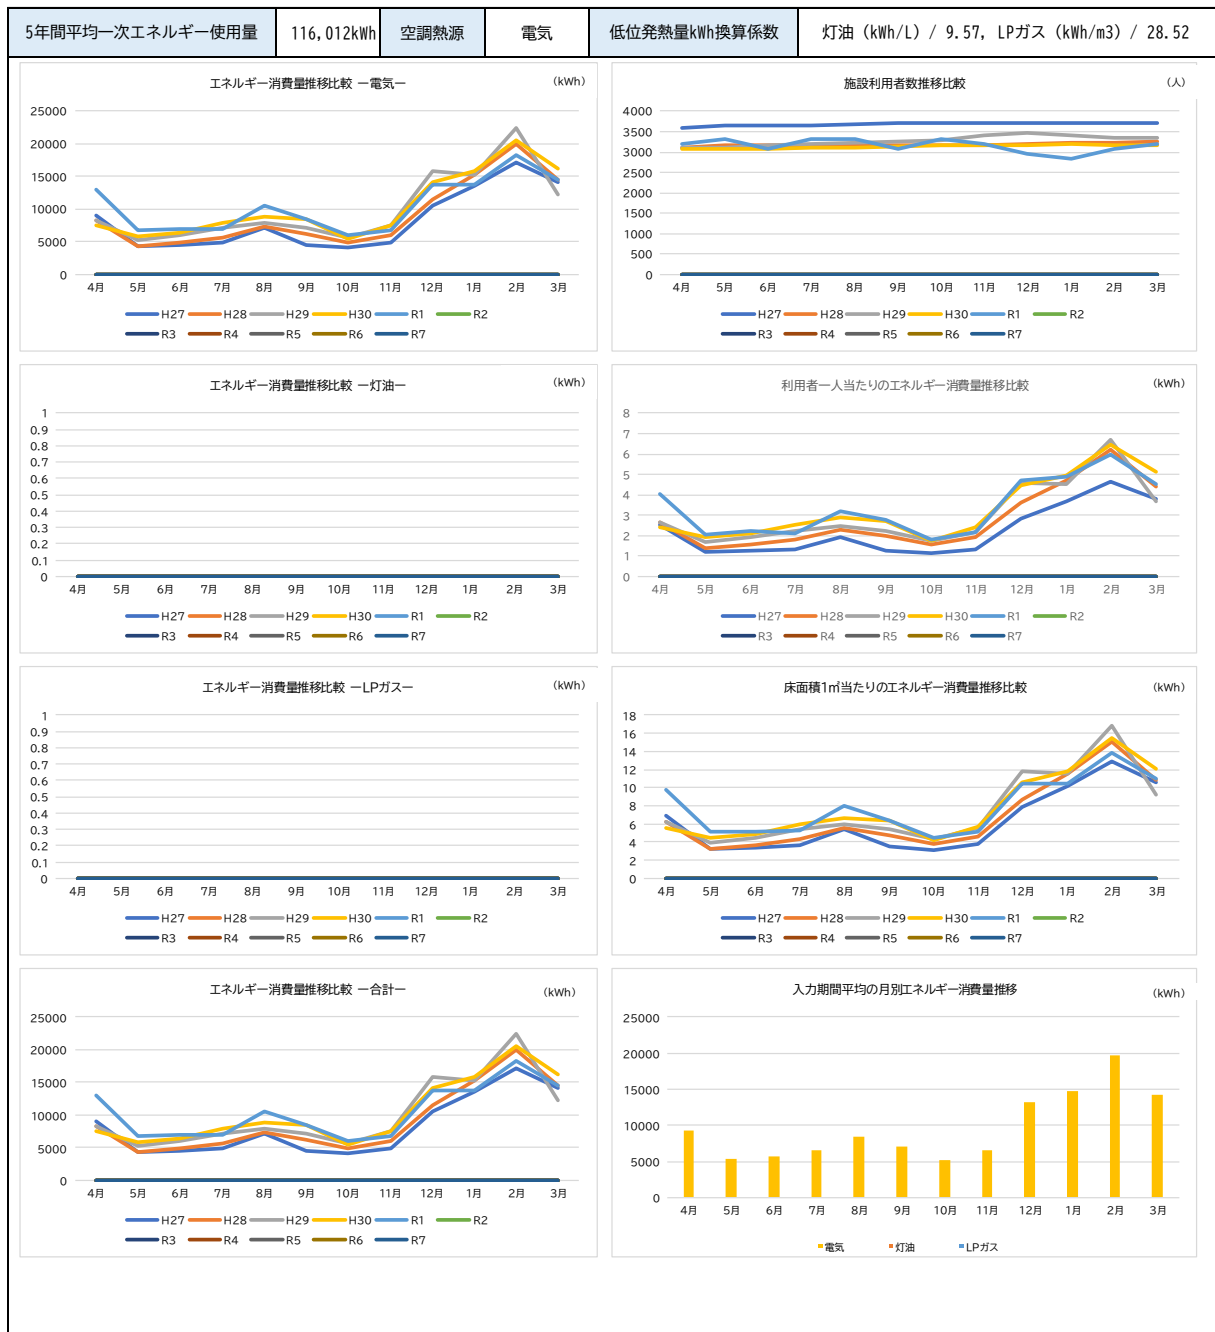 5年間平均一次エネルギー使用量 116,012kWh 空調熱源 電気 低位発熱量kWh換算係数 灯油（kWh/L）/ 9.57, LPガス（kWh/m3）/ 28.52
エネルギー消費量推移比較 ー電気ー (kWh)
25000
20000
15000
10000
5000
0
4月 5月 6月 7月 8月 9月 10月 11月 12月 1月 2月 3月
H27 H28 H29 H30 R1 R2
R3 R4 R5 R6 R7
施設利用者数推移比較 (人)
4000
3500
3000
2500
2000
1500
1000
500
0
4月 5月 6月 7月 8月 9月 10月 11月 12月 1月 2月 3月
H27 H28 H29 H30 R1 R2
R3 R4 R5 R6 R7
エネルギー消費量推移比較 ー灯油ー (kWh)
1
0.9
0.8
0.7
0.6
0.5
0.4
0.3
0.2
0.1
0
4月 5月 6月 7月 8月 9月 10月 11月 12月 1月 2月 3月
H27 H28 H29 H30 R1 R2
R3 R4 R5 R6 R7
利用者一人当たりのエネルギー消費量推移比較 (kWh)
8
7
6
5
4
3
2
1
0
4月 5月 6月 7月 8月 9月 10月 11月 12月 1月 2月 3月
H27 H28 H29 H30 R1 R2
R3 R4 R5 R6 R7
エネルギー消費量推移比較 ーLPガスー (kWh)
1
0.9
0.8
0.7
0.6
0.5
0.4
0.3
0.2
0.1
0
4月 5月 6月 7月 8月 9月 10月 11月 12月 1月 2月 3月
H27 H28 H29 H30 R1 R2
R3 R4 R5 R6 R7
床面積1㎡当たりのエネルギー消費量推移比較 (kWh)
18
16
14
12
10
8
6
4
2
0
4月 5月 6月 7月 8月 9月 10月 11月 12月 1月 2月 3月
H27 H28 H29 H30 R1 R2
R3 R4 R5 R6 R7
エネルギー消費量推移比較 ー合計ー (kWh)
25000
20000
15000
10000
5000
0
4月 5月 6月 7月 8月 9月 10月 11月 12月 1月 2月 3月
H27 H28 H29 H30 R1 R2
R3 R4 R5 R6 R7
入力期間平均の月別エネルギー消費量推移 (kWh)
25000
20000
15000
10000
5000
0
4月 5月 6月 7月 8月 9月 10月 11月 12月 1月 2月 3月
電気 灯油 LPガス